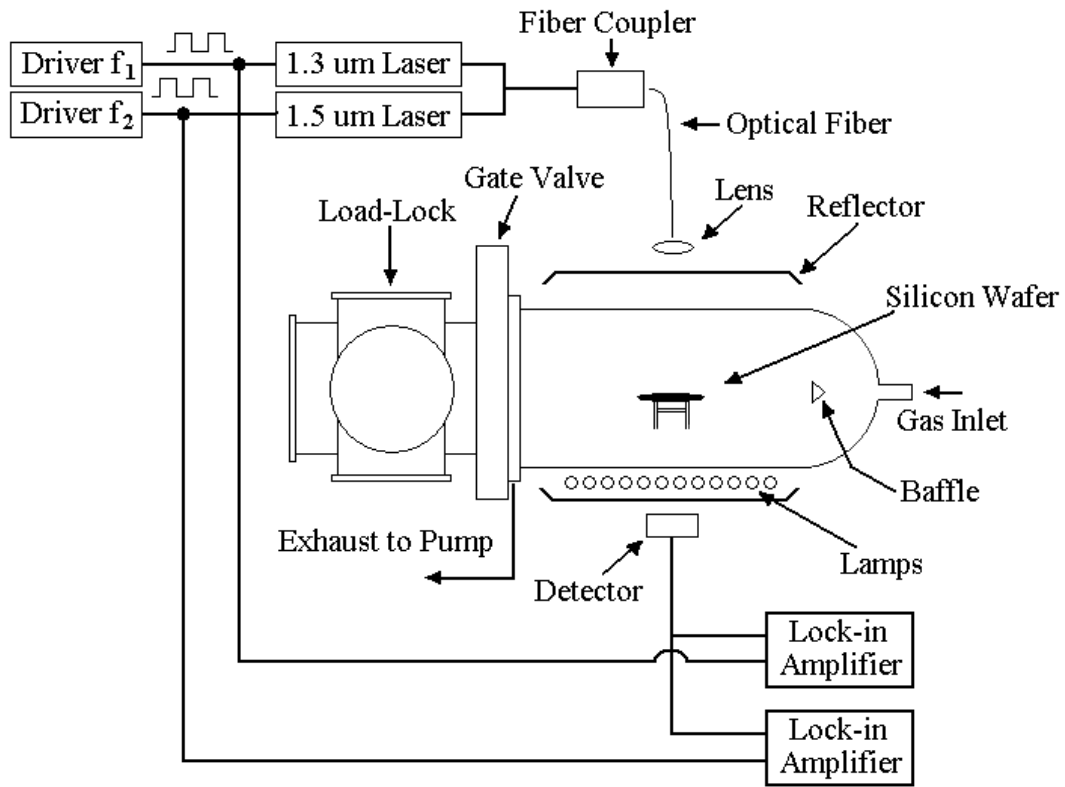 Fiber Coupler
Driver f1
1.3 um Laser
Driver f2
1.5 um Laser
Optical Fiber
Gate Valve
Lens
Load-Lock
Reflector
Silicon Wafer
Gas Inlet
Baffle
Exhaust to Pump
Lamps
Detector
Lock-in
Amplifier
Lock-in
Amplifier